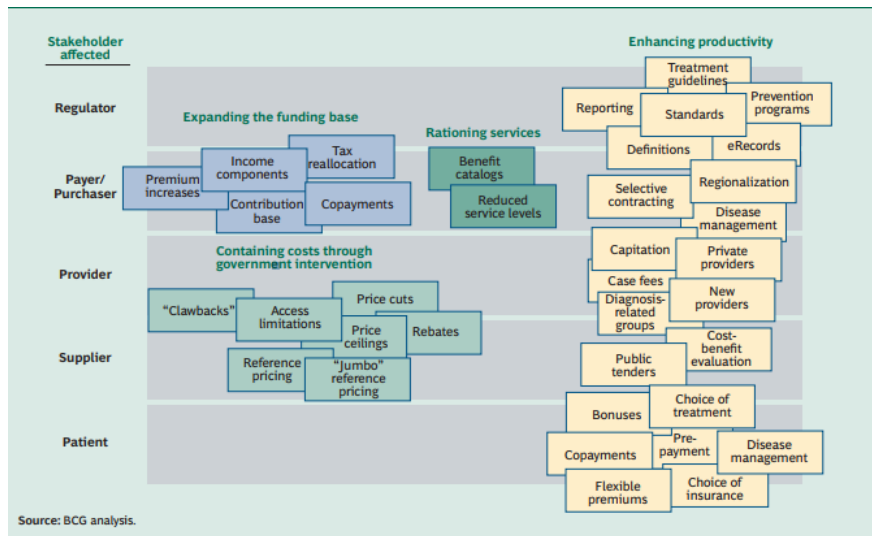 Stakeholder
affected
Enhancing productivity
Regulator
Expanding the funding base
Rationing services
Treatment
guidelines
Reporting
Standards
Prevention
programs
Definitions
eRecords
Payer/
Purchaser
Premium
increases
Income
components
Tax
reallocation
Contribution
base
Copayments
Benefit
catalogs
Reduced
service levels
Selective
contracting
Regionalization
Disease
management
Provider
Containing costs through
government intervention
Capitation
Private
providers
Case fees
New
providers
Diagnosis-
related
groups
"Clawbacks"
Access
limitations
Price cuts
Price
ceilings
Rebates
Supplier
Reference
pricing
"Jumbo"
reference
pricing
Cost-
benefit
evaluation
Public
tenders
Patient
Bonuses
Choice of
treatment
Copayments
Pre-
payment
Disease
management
Flexible
premiums
Choice of
insurance
Source: BCG analysis.